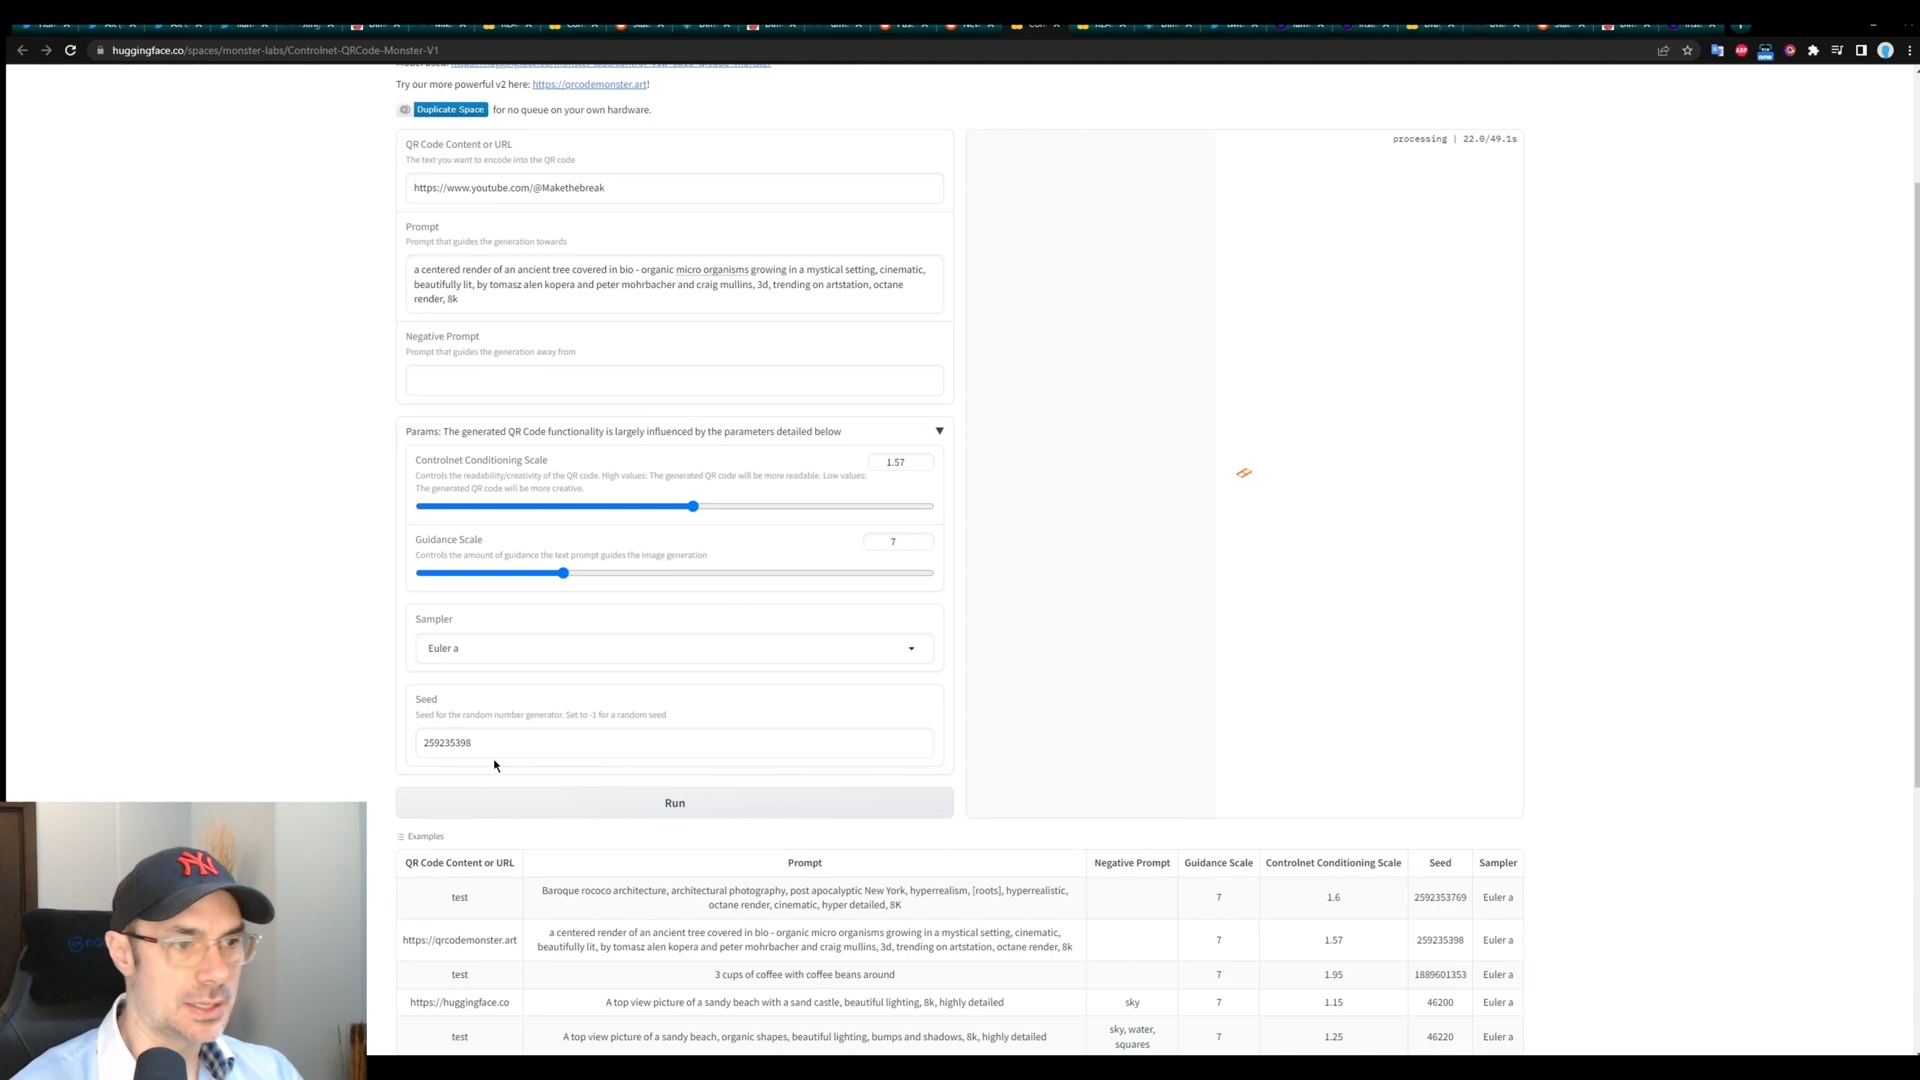 huggingface.co/spaces/monster-labs/Controlnet-QRCode-Monster-V1
Try our more powerful v2 here: https://qrcodemonster.art!
Duplicate Space for no queue on your own hardware.
QR Code Content or URL
The text you want to encode into the QR code
https://www.youtube.com/@Makethebreak
Prompt
Prompt that guides the generation towards
a centered render of an ancient tree covered in bio - organic micro organisms growing in a mystical setting, cinematic,
beautifully lit, by tomasz alen kopera and peter mohrbacher and craig mullins, 3d, trending on artstation, octane
render, 8k
Negative Prompt
Prompt that guides the generation away from
Params: The generated QR Code functionality is largely influenced by the parameters detailed below
Controlnet Conditioning Scale
1.57
Controls the readability/creativity of the QR code. High values: The generated QR code will be more readable. Low values:
The generated QR code will be more creative.
Guidance Scale
7
Controls the amount of guidance the text prompt guides the image generation
Sampler
Euler a
Seed
Seed for the random number generator. Set to -1 for a random seed
259235398
Run
processing | 22.0/49.1s
Examples
QR Code Content or URL Prompt Negative Prompt Guidance Scale Controlnet Conditioning Scale Seed Sampler
test Baroque rococo architecture, architectural photography, post apocalyptic New York, hyperrealism, [roots], hyperrealistic, octane render, cinematic, hyper detailed, 8K 7 1.6 2592353769 Euler a
https://qrcodemonster.art a centered render of an ancient tree covered in bio - organic micro organisms growing in a mystical setting, cinematic, beautifully lit, by tomasz alen kopera and peter mohrbacher and craig mullins, 3d, trending on artstation, octane render, 8k 7 1.57 259235398 Euler a
test 3 cups of coffee with coffee beans around 7 1.95 1889601353 Euler a
https://huggingface.co A top view picture of a sandy beach with a sand castle, beautiful lighting, 8k, highly detailed sky 7 1.15 46200 Euler a
test A top view picture of a sandy beach, organic shapes, beautiful lighting, bumps and shadows, 8k, highly detailed sky, water, squares 7 1.25 46220 Euler a